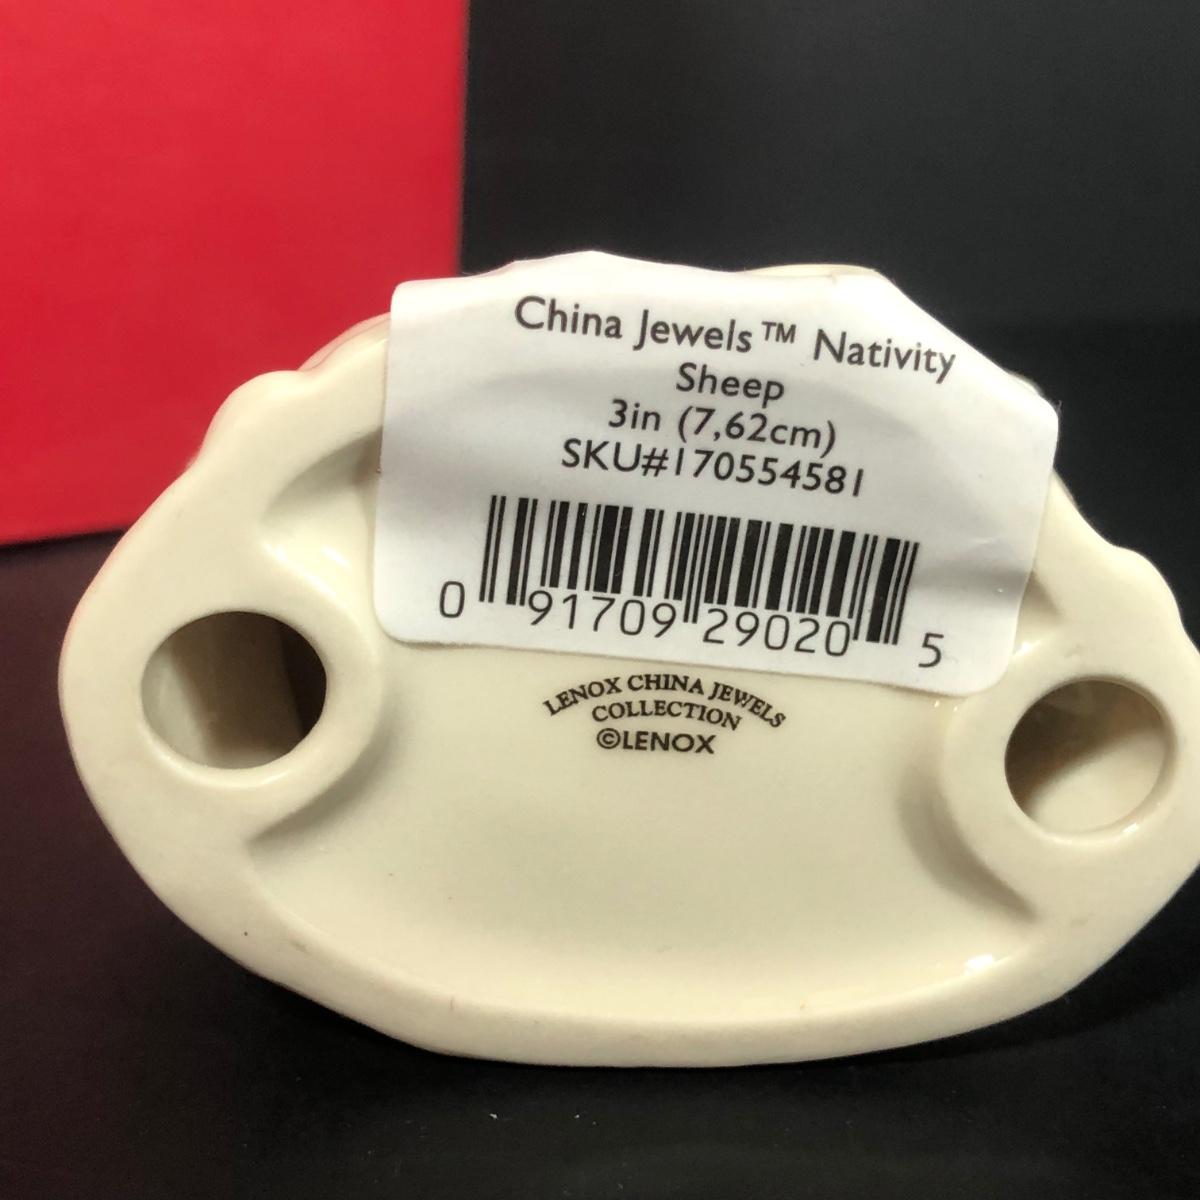 China Jewels™ Nativity
Sheep
3in (7,62cm)
SKU#170554581
0 91709 29020 5
LENOX CHINA JEWELS
COLLECTION
©LENOX